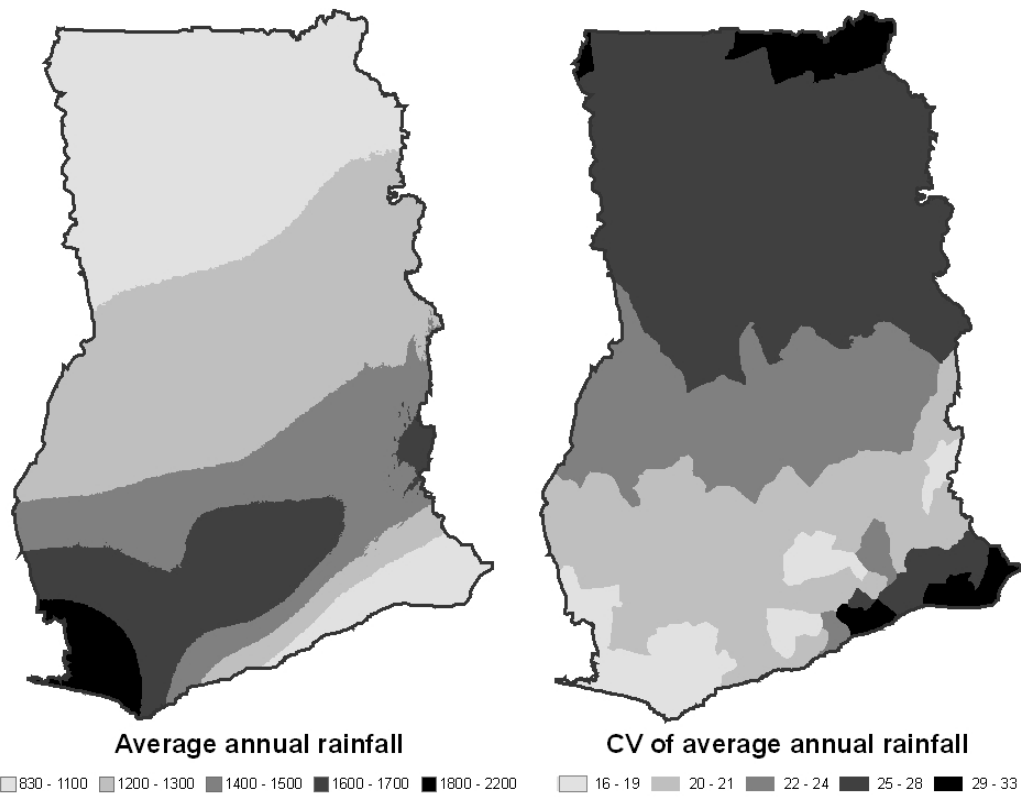 Average annual rainfall
830 - 1100 1200 - 1300 1400 - 1500 1600 - 1700 1800 - 2200
CV of average annual rainfall
16 - 19 20 - 21 22 - 24 25 - 28 29 - 33